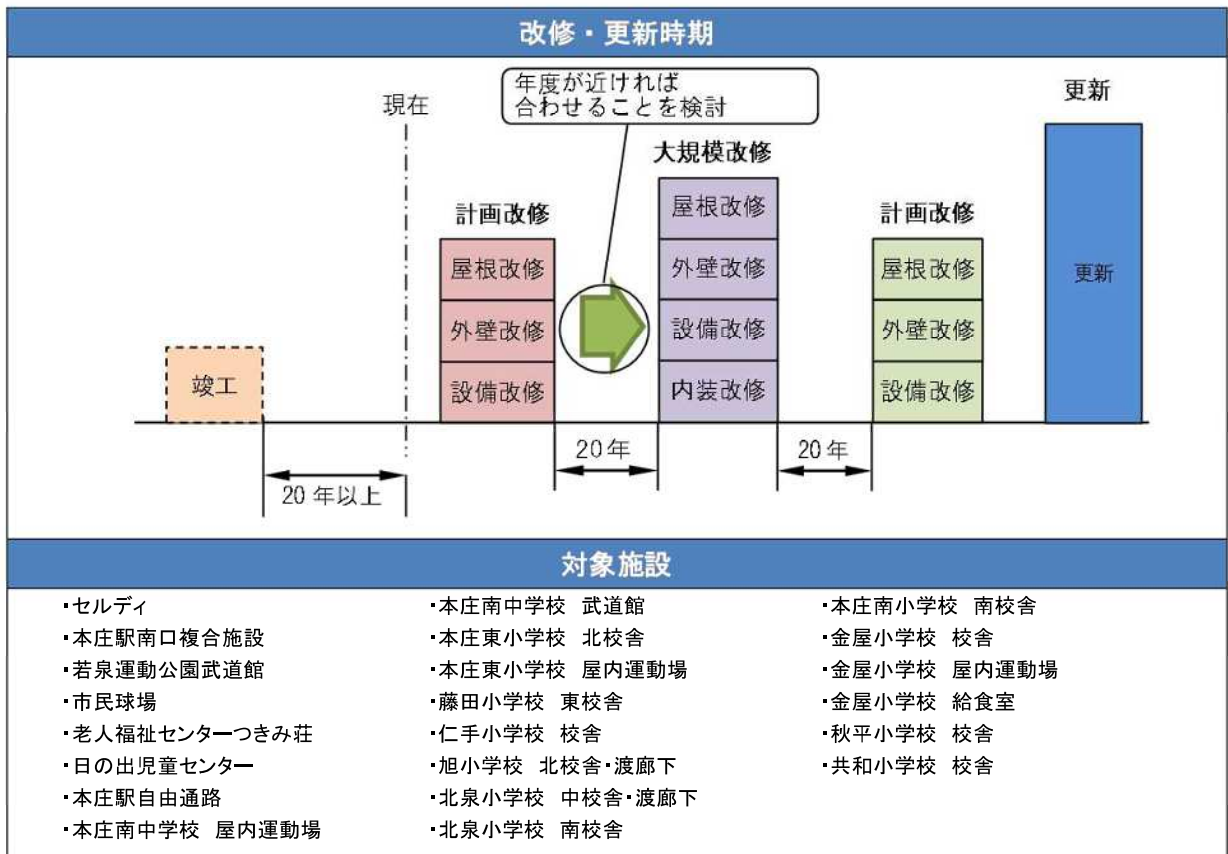 改修・更新時期
年度が近ければ
合わせることを検討
現在
更新
大規模改修
計画改修
計画改修
屋根改修
外壁改修
設備改修
屋根改修
外壁改修
設備改修
内装改修
屋根改修
外壁改修
設備改修
更新
竣工
20年
20年
20年以上
対象施設
・セルディ
・本庄駅南口複合施設
・若泉運動公園武道館
・市民球場
・老人福祉センターつきみ荘
・日の出児童センター
・本庄駅自由通路
・本庄南中学校 屋内運動場
・本庄南中学校 武道館
・本庄東小学校 北校舎
・本庄東小学校 屋内運動場
・藤田小学校 東校舎
・仁手小学校 校舎
・旭小学校 北校舎・渡廊下
・北泉小学校 中校舎・渡廊下
・北泉小学校 南校舎
・本庄南小学校 南校舎
・金屋小学校 校舎
・金屋小学校 屋内運動場
・金屋小学校 給食室
・秋平小学校 校舎
・共和小学校 校舎